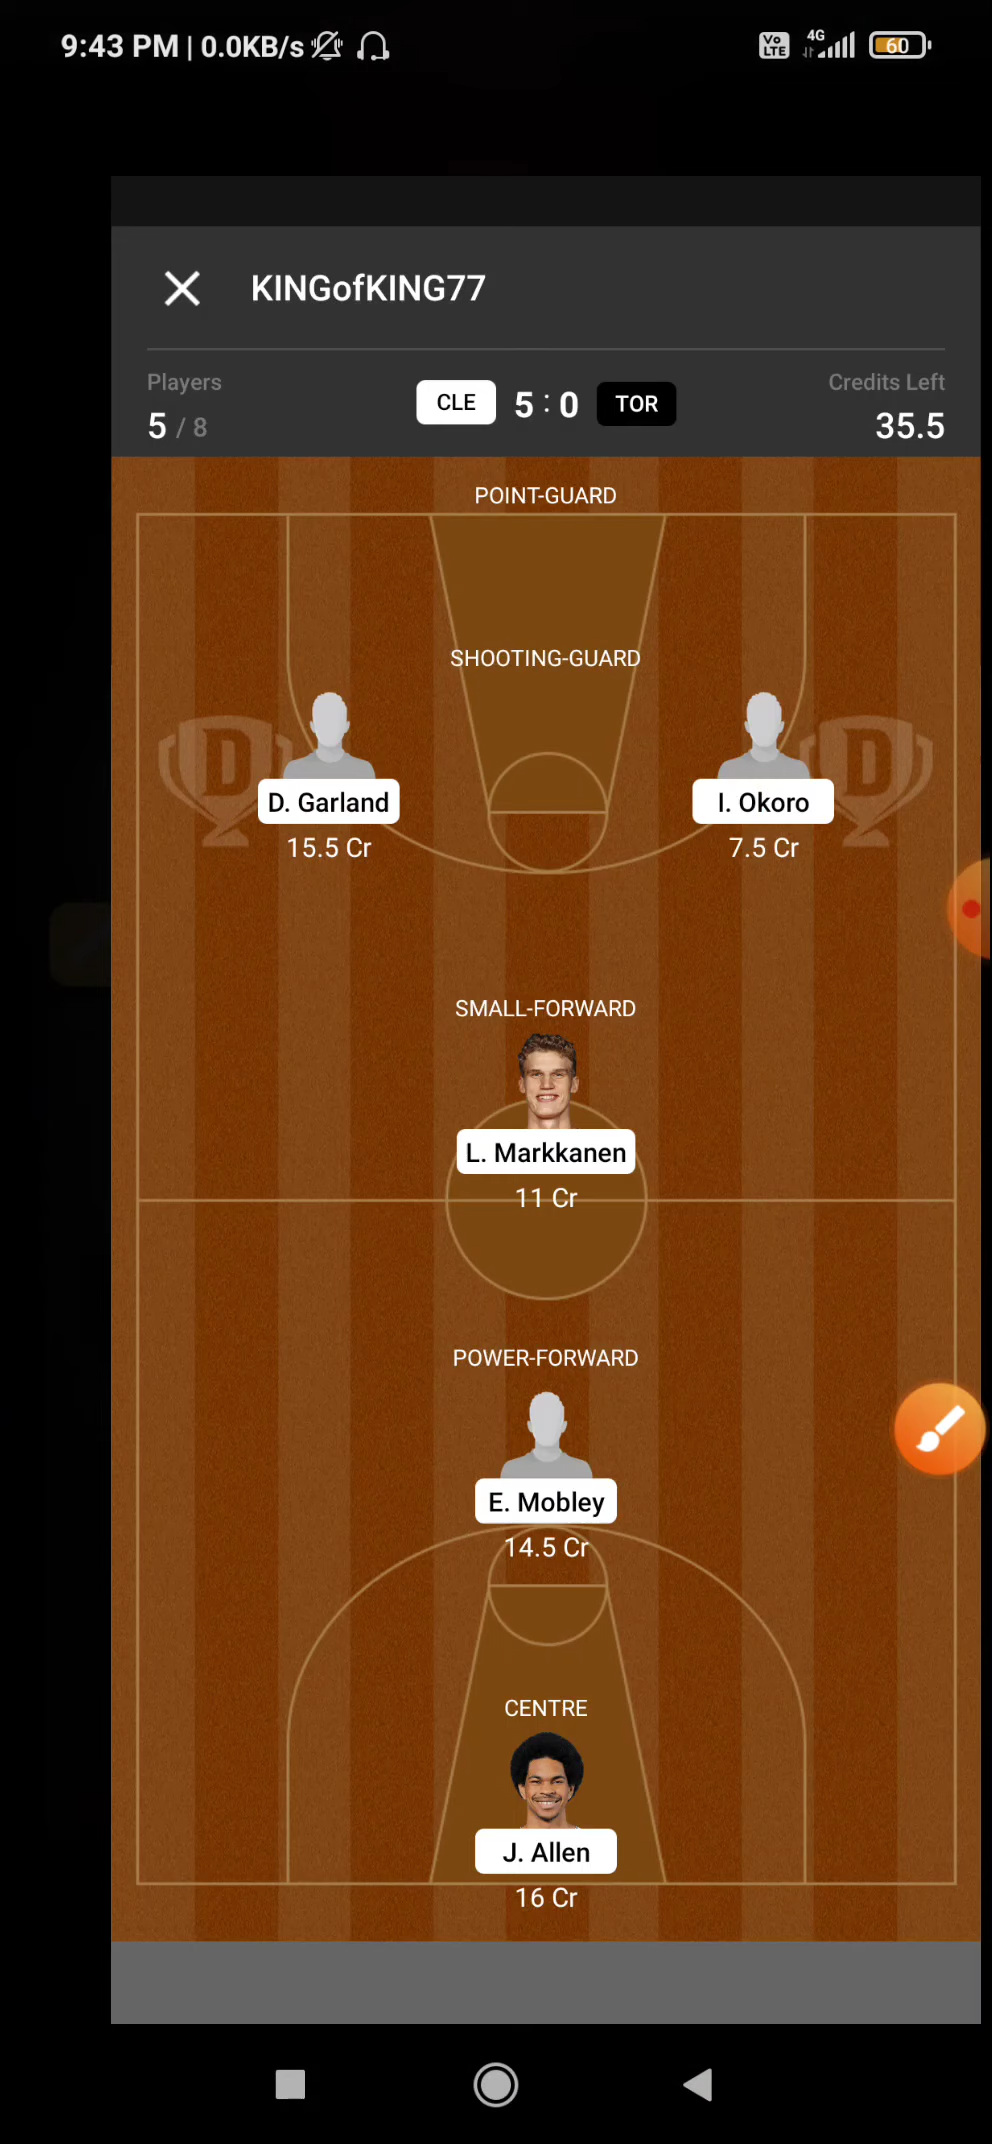 9:43 PM | 0.0KB/s
Vo LTE 4G 60
KINGofKING77
Players
5 / 8
CLE 5 : 0 TOR
Credits Left
35.5
POINT-GUARD
SHOOTING-GUARD
D D
D. Garland I. Okoro
15.5 Cr 7.5 Cr
SMALL-FORWARD
L. Markkanen
11 Cr
POWER-FORWARD
E. Mobley
14.5 Cr
CENTRE
J. Allen
16 Cr